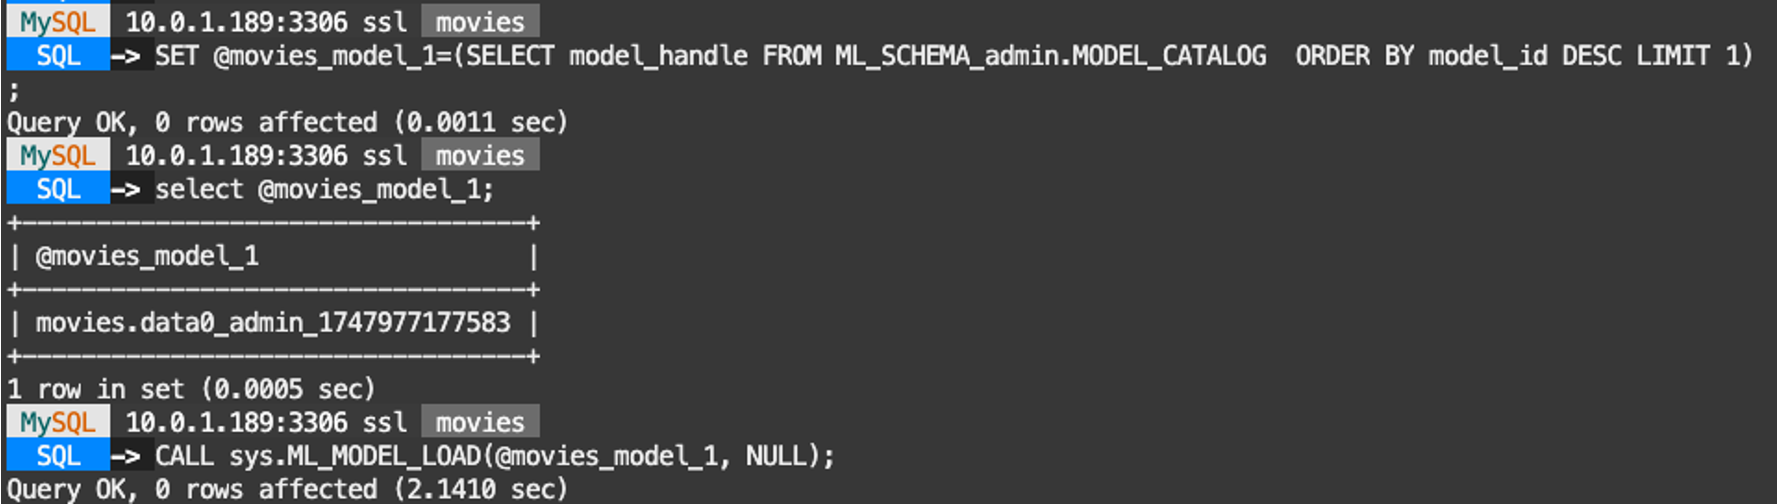 MySQL 10.0.1.189:3306 ssl movies
SQL -> SET @movies_model_1=(SELECT model_handle FROM ML_SCHEMA_admin.MODEL_CATALOG  ORDER BY model_id DESC LIMIT 1)
;
Query OK, 0 rows affected (0.0011 sec)
MySQL 10.0.1.189:3306 ssl movies
SQL -> select @movies_model_1;
+----------------------------------+
| @movies_model_1                  |
+----------------------------------+
| movies.data0_admin_1747977177583 |
+----------------------------------+
1 row in set (0.0005 sec)
MySQL 10.0.1.189:3306 ssl movies
SQL -> CALL sys.ML_MODEL_LOAD(@movies_model_1, NULL);
Query OK, 0 rows affected (2.1410 sec)